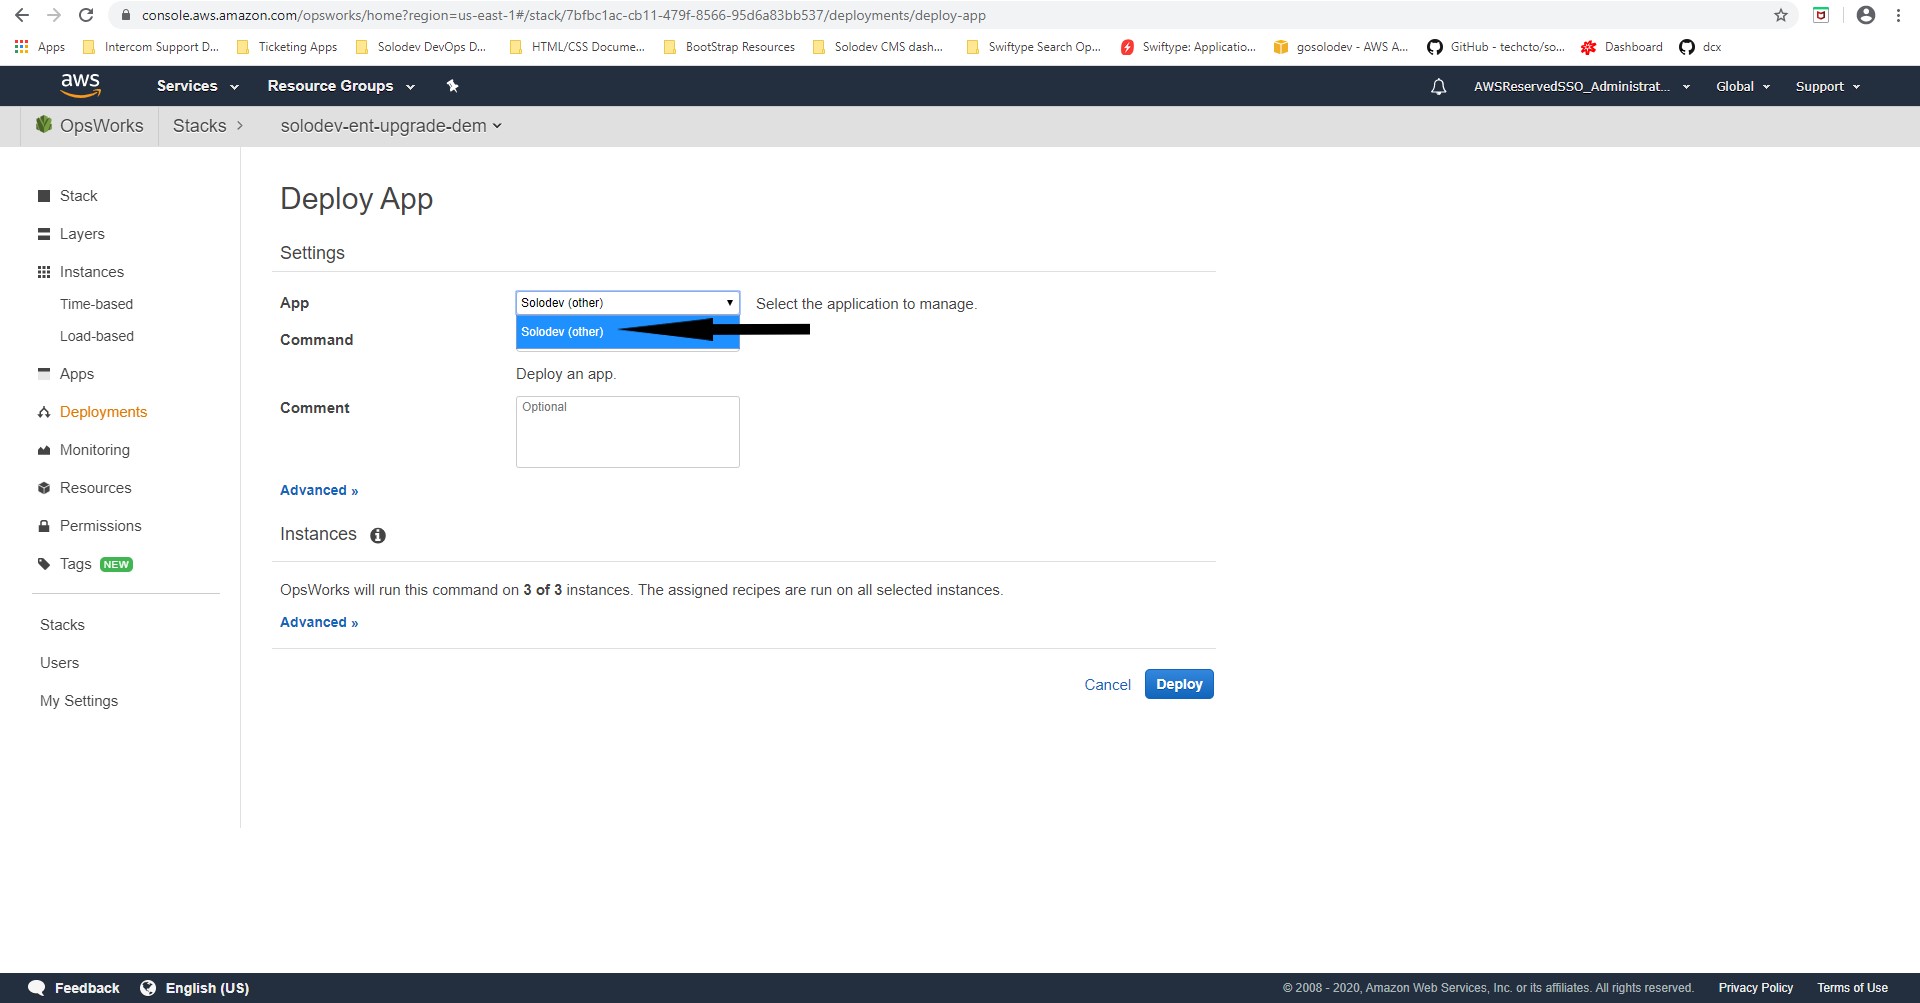 console.aws.amazon.com/opsworks/home?region=us-east-1#/stack/7bfbc1ac-cb11-479f-8566-95d6a83bb537/deployments/deploy-app
Apps Intercom Support D... Ticketing Apps Solodev DevOps D... HTML/CSS Docume... BootStrap Resources Solodev CMS dash... Swiftype Search Op... Swiftype: Applicatio... gosolodev - AWS A... GitHub - techcto/so... Dashboard dcx
aws Services Resource Groups AWSReservedSSO_Administrat... Global Support
OpsWorks Stacks solodev-ent-upgrade-dem
Stack
Layers
Instances
Time-based
Load-based
Apps
Deployments
Monitoring
Resources
Permissions
Tags NEW
Stacks
Users
My Settings
Deploy App
Settings
App Solodev (other) Select the application to manage.
Solodev (other)
Command
Deploy an app.
Comment Optional
Advanced »
Instances
OpsWorks will run this command on 3 of 3 instances. The assigned recipes are run on all selected instances.
Advanced »
Cancel Deploy
Feedback English (US) © 2008 - 2020, Amazon Web Services, Inc. or its affiliates. All rights reserved. Privacy Policy Terms of Use